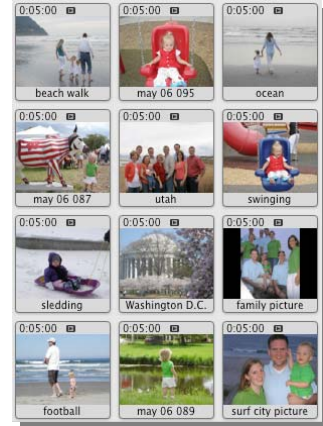 0:05:00 0:05:00 0:05:00
beach walk may 06 095 ocean
0:05:00 0:05:00 0:05:00
may 06 087 utah swinging
0:05:00 0:05:00 0:05:00
sledding Washington D.C. family picture
0:05:00 0:05:00 0:05:00
football may 06 089 surf city picture